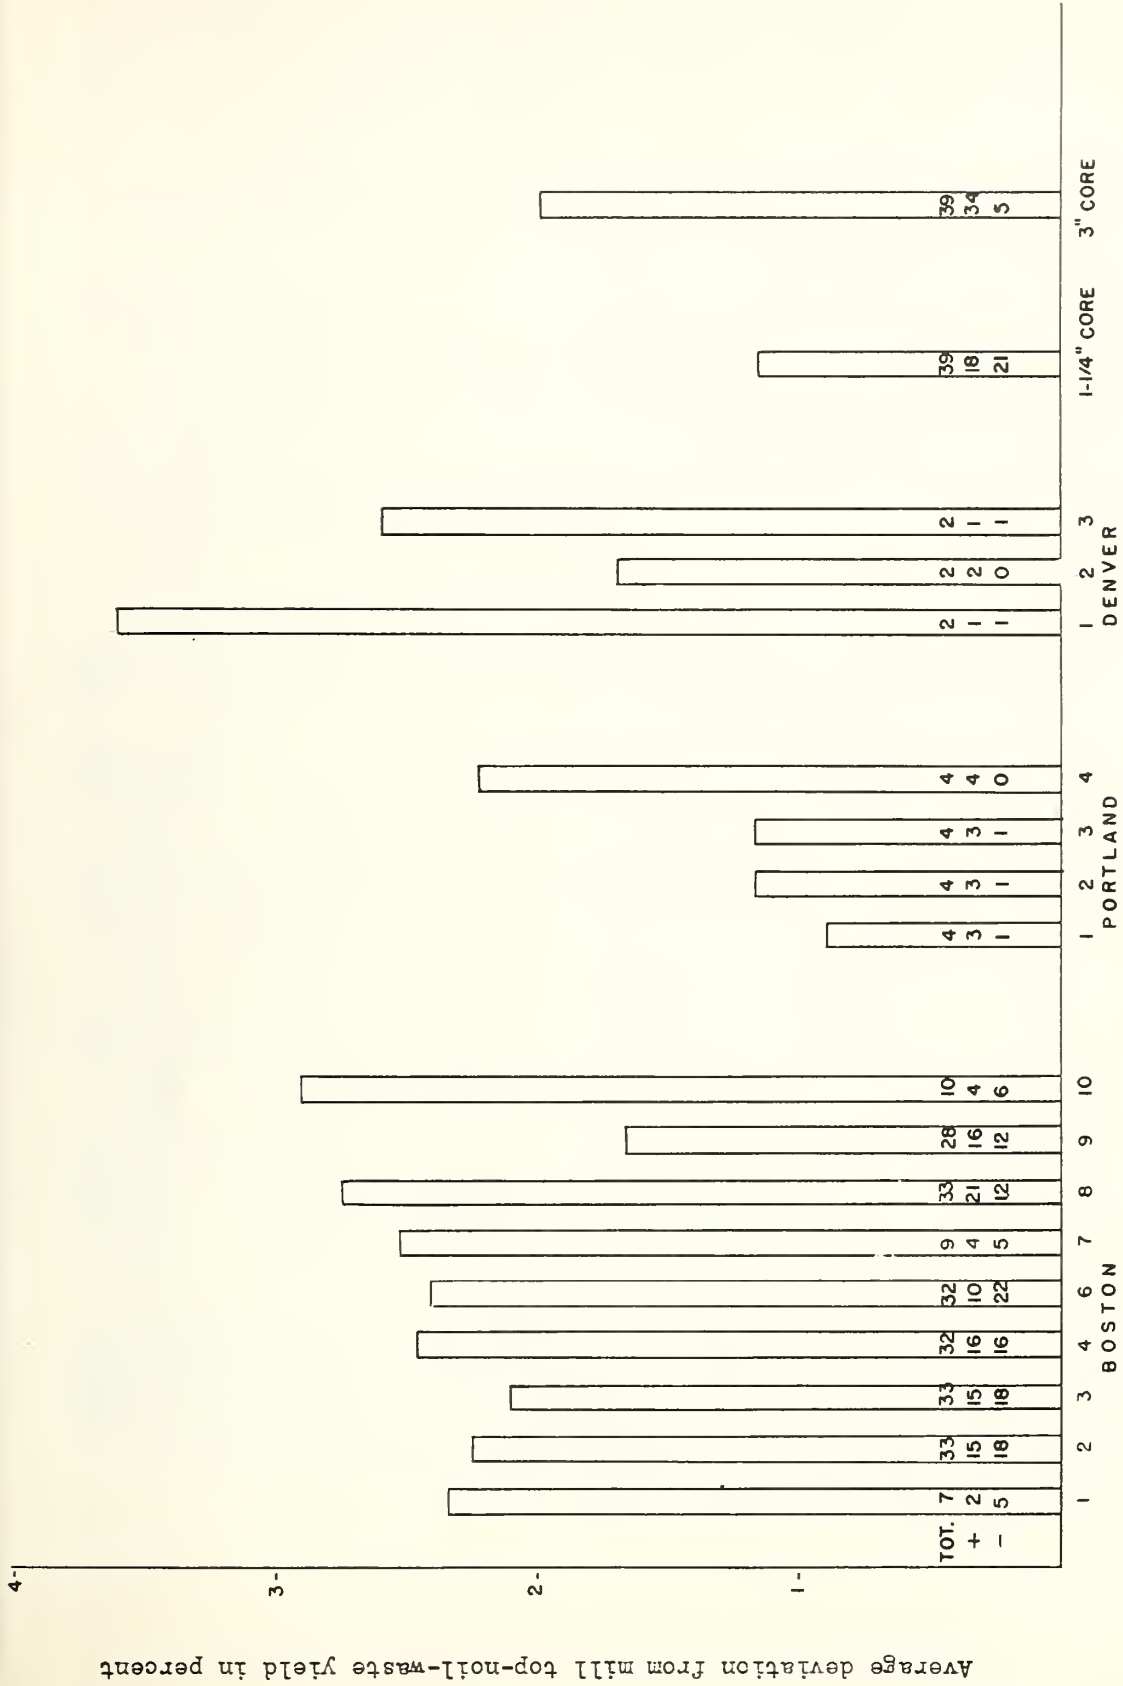 Average deviation from mill top-noil-waste yield in percent
4-
3-
2-
1-
TOT. 7 33 33 32 32 9 33 28 10 4 4 4 4 2 2 2 39 39
+ 2 15 15 16 10 4 21 16 4 3 3 3 4 1 2 1 18 34
- 5 18 18 16 22 5 12 12 6 1 1 1 0 1 0 1 21 5
1 2 3 4 6 7 8 9 10 1 2 3 4 1 2 3 1-1/4" CORE 3" CORE
BOSTON PORTLAND DENVER